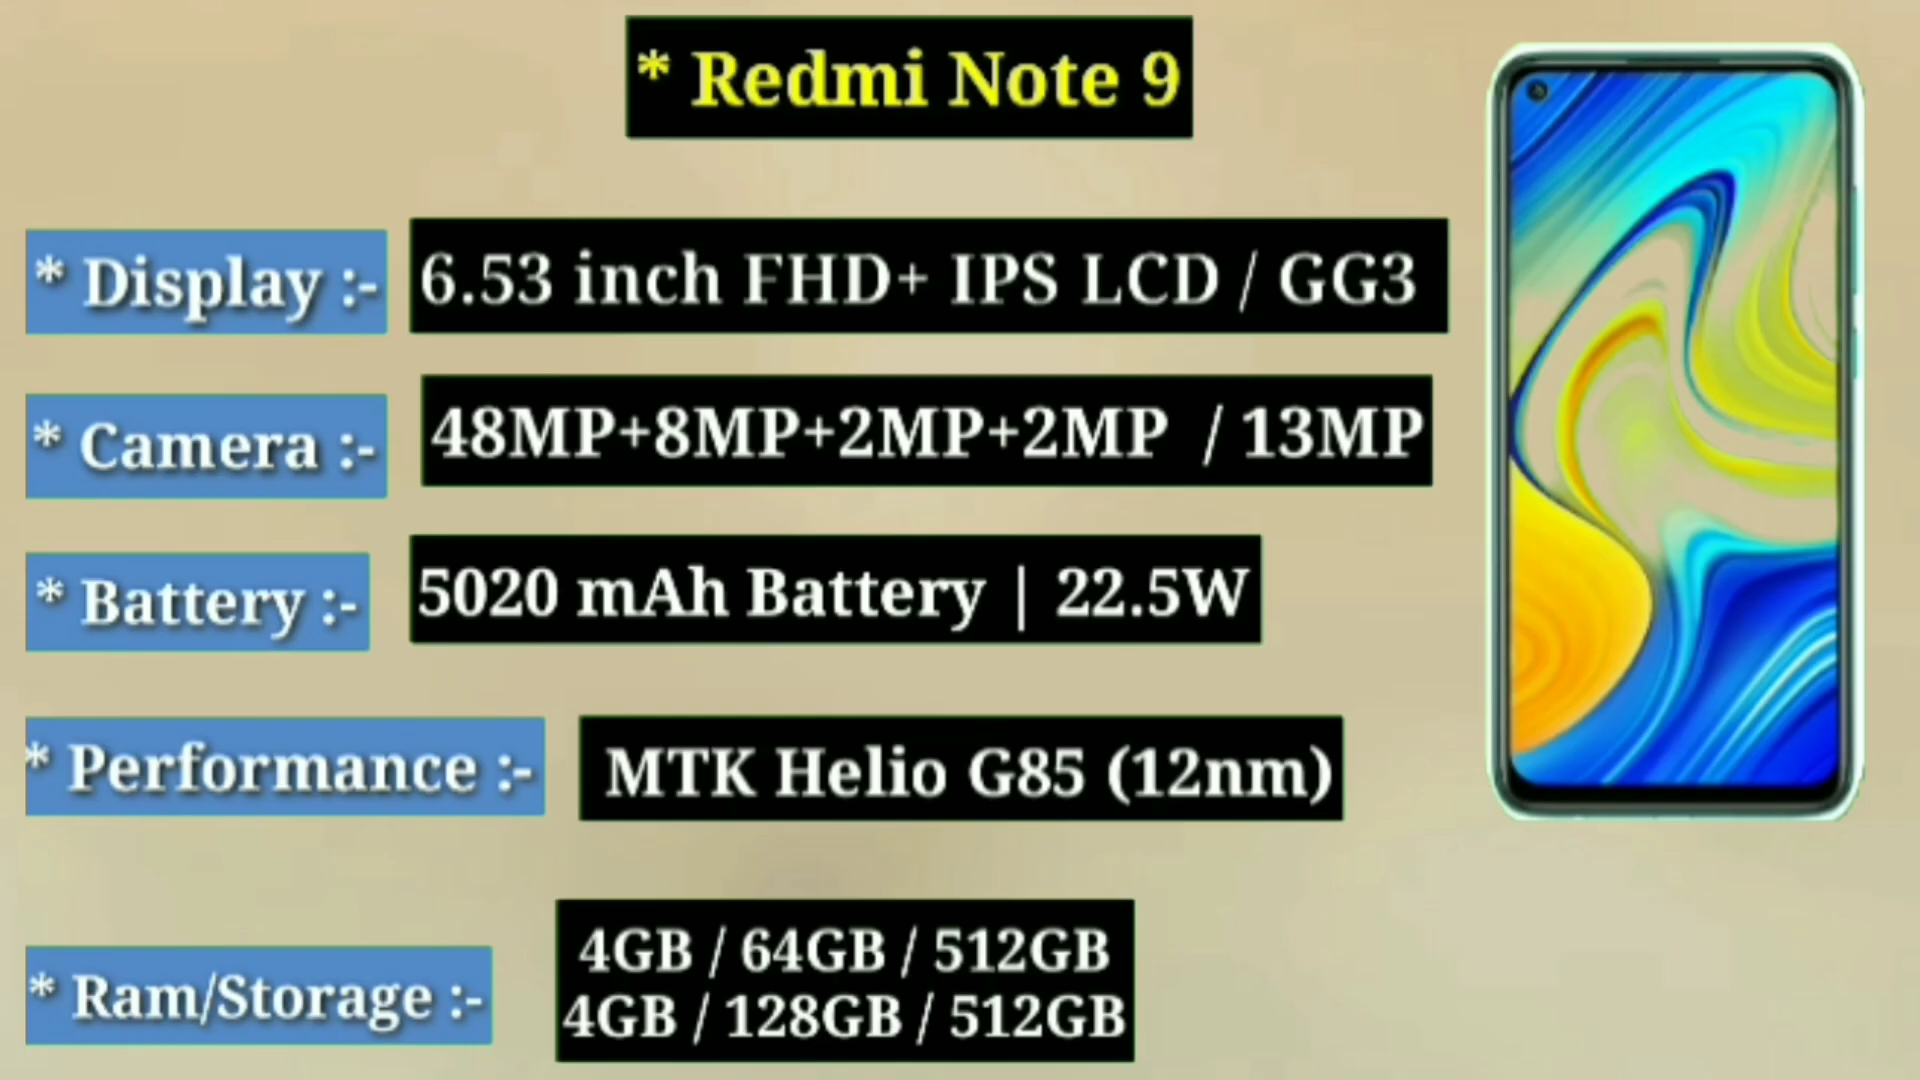 * Redmi Note 9
* Display :- 6.53 inch FHD+ IPS LCD / GG3
* Camera :- 48MP+8MP+2MP+2MP / 13MP
* Battery :- 5020 mAh Battery | 22.5W
* Performance :- MTK Helio G85 (12nm)
* Ram/Storage :- 4GB / 64GB / 512GB
4GB / 128GB / 512GB